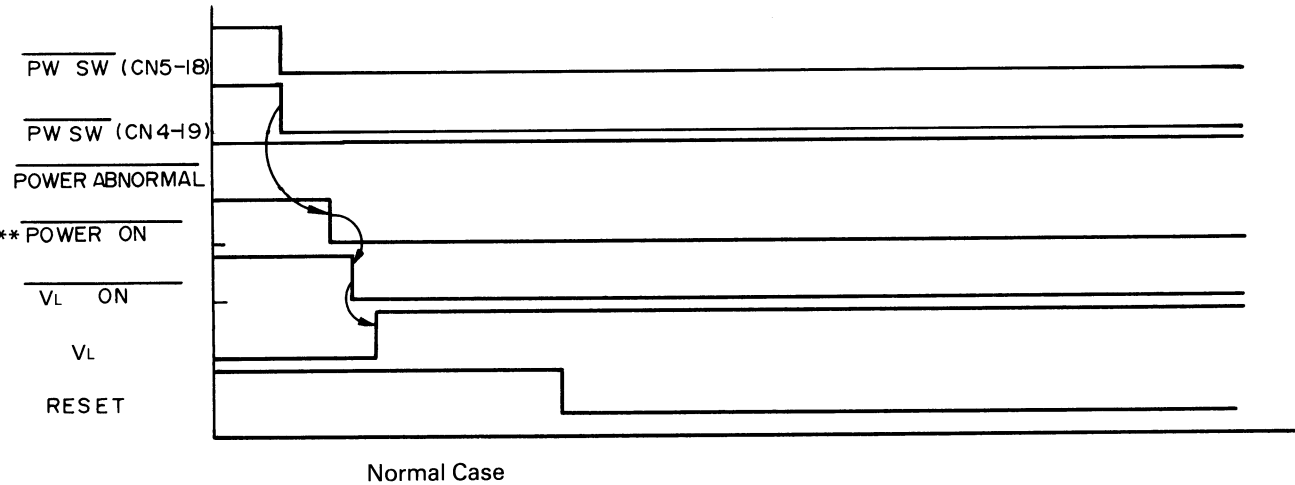 PW SW (CN5-18)
PW SW (CN4-19)
POWER ABNORMAL
** POWER ON
VL ON
VL
RESET
Normal Case